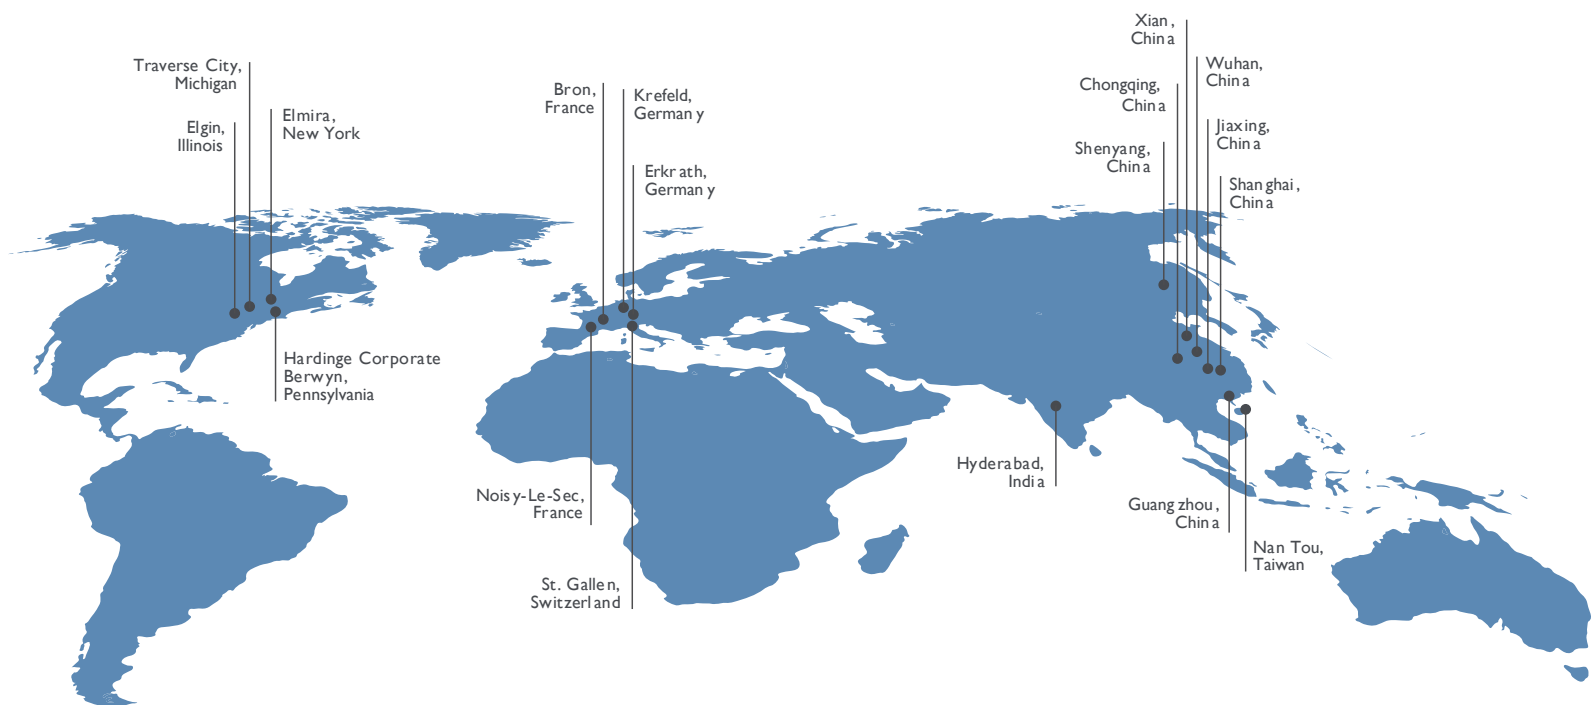 Traverse City,
Michigan
Elmira,
New York
Elgin,
Illinois
Hardinge Corporate
Berwyn,
Pennsylvania
Bron,
France
Krefeld,
Germany
Erkrath,
Germany
Noisy-Le-Sec,
France
St. Gallen,
Switzerland
Xian,
China
Wuhan,
China
Chongqing,
China
Jiaxing,
China
Shenyang,
China
Shanghai,
China
Hyderabad,
India
Guangzhou,
China
Nan Tou,
Taiwan